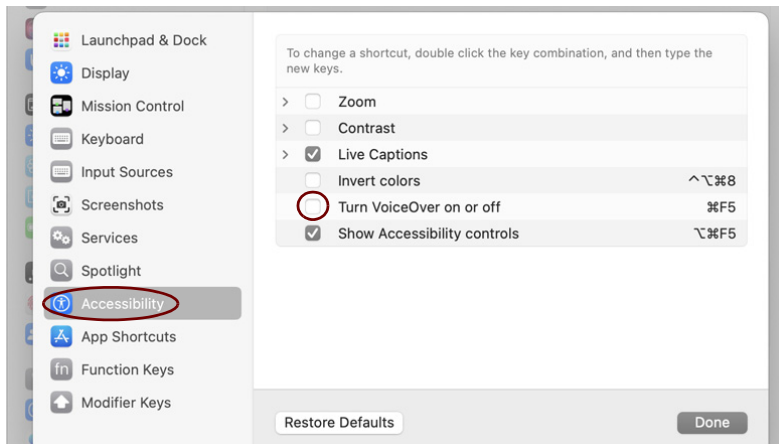 Launchpad & Dock
Display
Mission Control
Keyboard
Input Sources
Screenshots
Services
Spotlight
Accessibility
App Shortcuts
fn Function Keys
Modifier Keys
To change a shortcut, double click the key combination, and then type the
new keys.
Zoom
Contrast
Live Captions
Invert colors ^⌥⌘8
Turn VoiceOver on or off ⌘F5
Show Accessibility controls ⌥⌘F5
Restore Defaults
Done